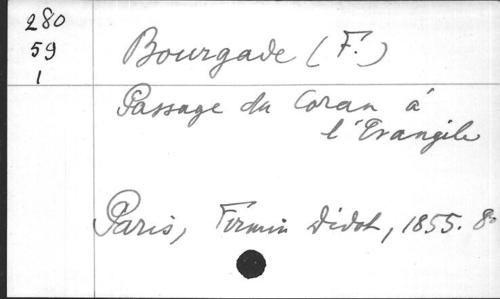 280
59
1
Bourgade (F.)
Passage du Coran à
l'Evangile
Paris, Firmin Didot, 1855. 8°